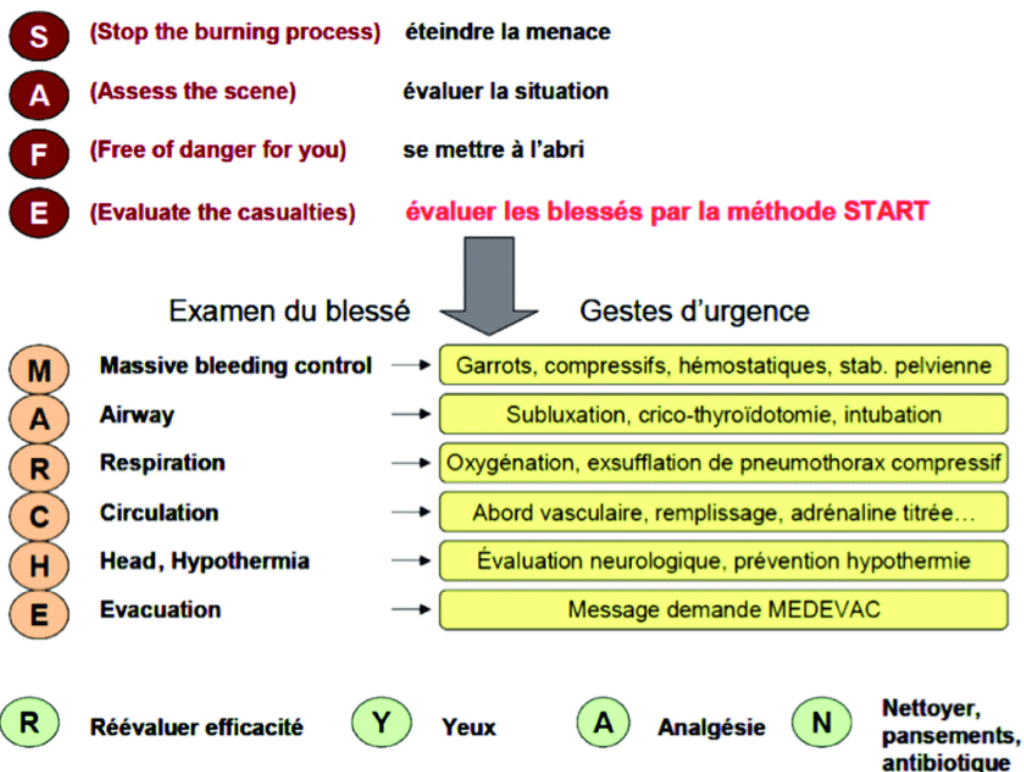 S (Stop the burning process) éteindre la menace
A (Assess the scene) évaluer la situation
F (Free of danger for you) se mettre à l'abri
E (Evaluate the casualties) évaluer les blessés par la méthode START
Examen du blessé Gestes d'urgence
M Massive bleeding control Garrots, compressifs, hémostatiques, stab. pelvienne
A Airway Subluxation, crico-thyroïdotomie, intubation
R Respiration Oxygénation, exsufflation de pneumothorax compressif
C Circulation Abord vasculaire, remplissage, adrénaline titrée…
H Head, Hypothermia Évaluation neurologique, prévention hypothermie
E Evacuation Message demande MEDEVAC
R Réévaluer efficacité Y Yeux A Analgésie N Nettoyer,
pansements,
antibiotique